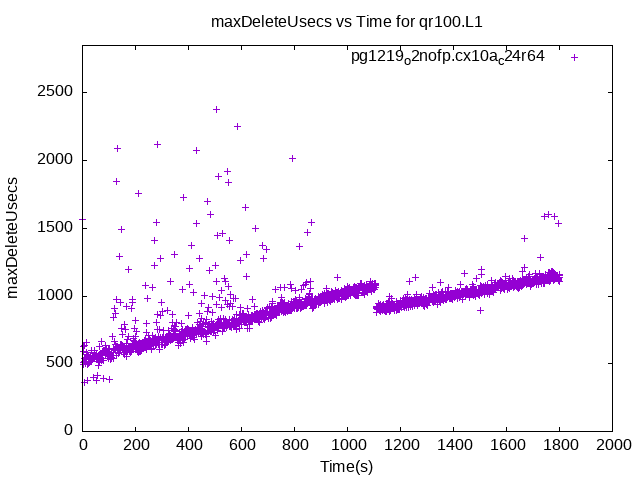 maxDeleteUsecs vs Time for qr100.L1
pg1219o2nofp.cx10ac24r64
maxDeleteUsecs
2500
2000
1500
1000
500
0
0 200 400 600 800 1000 1200 1400 1600 1800 2000
Time(s)